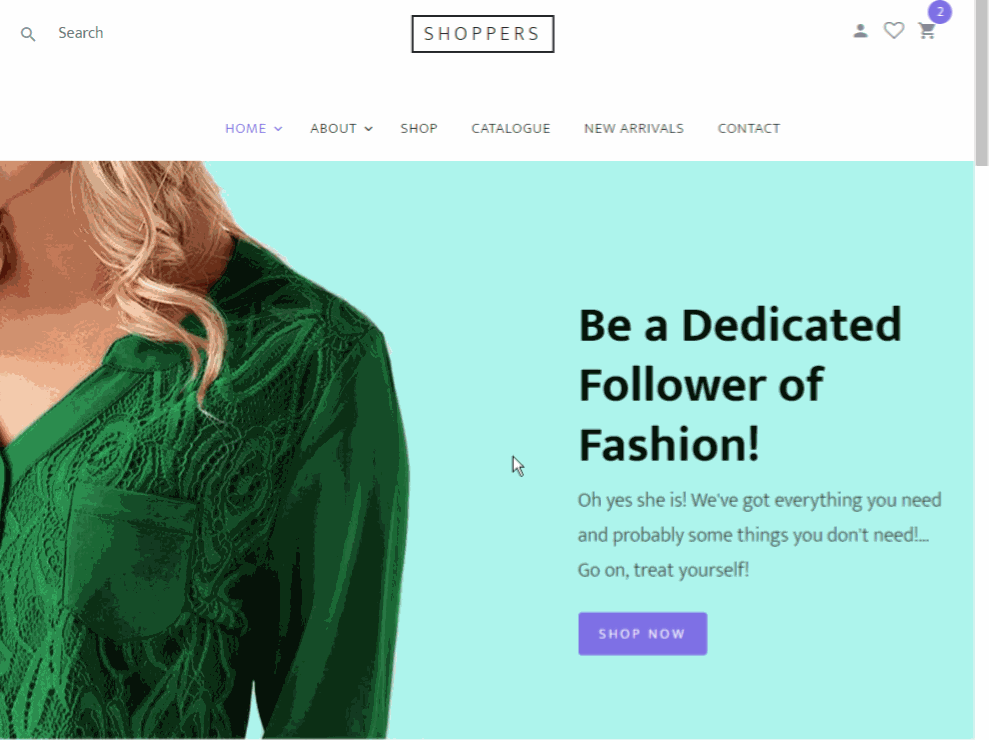 Search
SHOPPERS
2
HOME ABOUT SHOP CATALOGUE NEW ARRIVALS CONTACT
Be a Dedicated
Follower of
Fashion!
Oh yes she is! We've got everything you need
and probably some things you don't need!...
Go on, treat yourself!
SHOP NOW